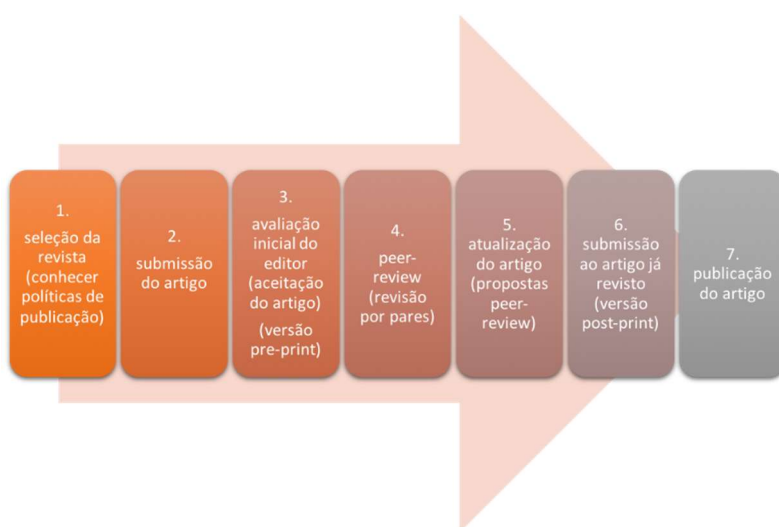 1.
seleção da
revista
(conhecer
políticas de
publicação)
2.
submissão
do artigo
3.
avaliação
inicial do
editor
(aceitação
do artigo)
(versão
pre-print)
4.
peer-
review
(revisão
por pares)
5.
atualização
do artigo
(propostas
peer-
review)
6.
submissão
ao artigo já
revisto
(versão
post-print)
7.
publicação
do artigo